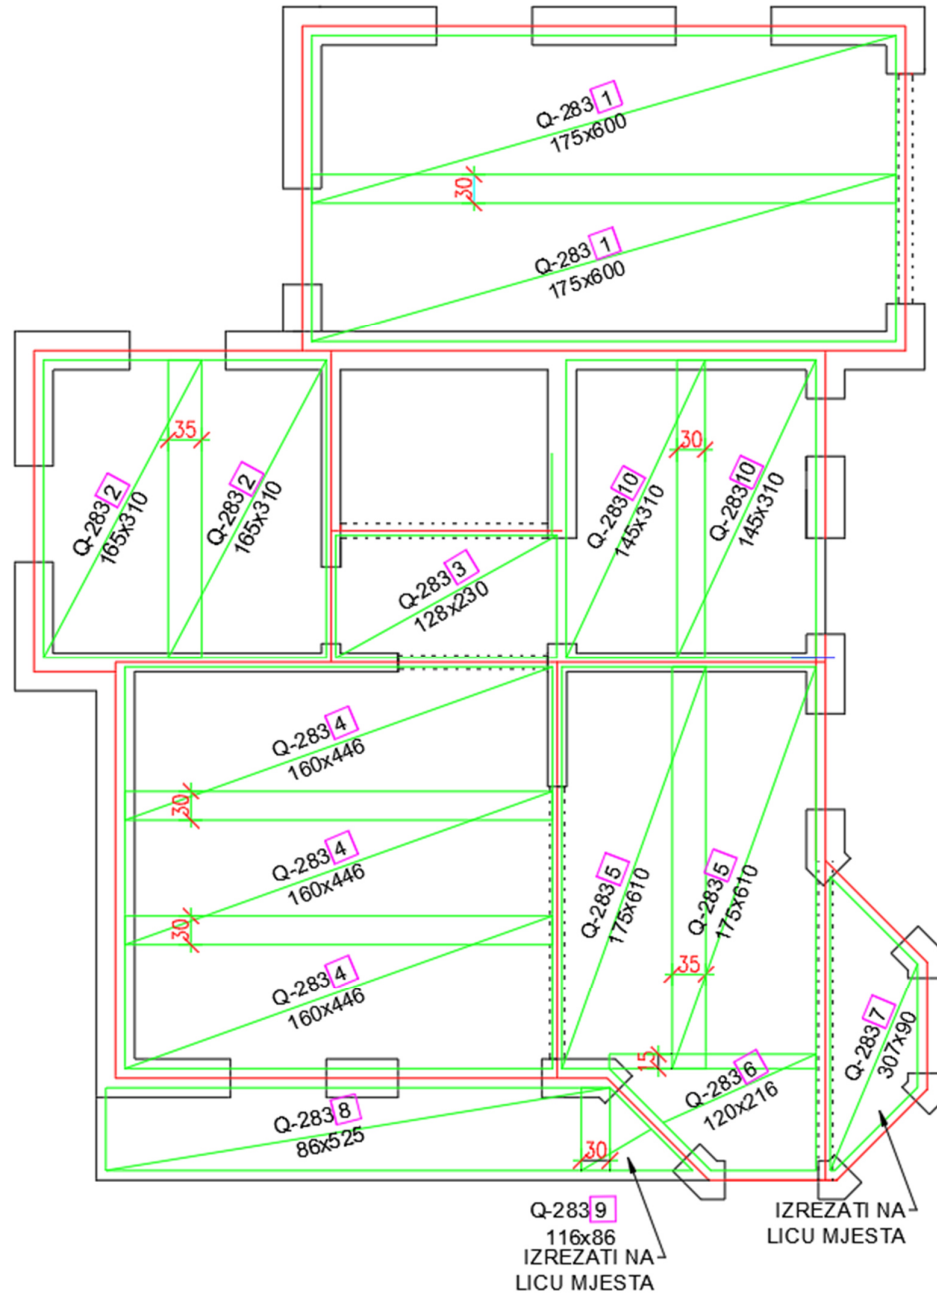 Q-283 1
175x600
30
Q-283 1
175x600
35
30
Q-283 2
165x310
Q-283 2
165x310
Q-283 10
145x310
Q-283 10
145x310
Q-283 3
128x230
Q-283 4
160x446
30
Q-283 4
160x446
Q-283 5
175x610
Q-283 5
175x610
30
Q-283 4
160x446
35
Q-283 7
307x90
15
Q-283 6
120x216
Q-283 8
86x525
30
Q-283 9
116x86
IZREZATI NA
LICU MJESTA
IZREZATI NA
LICU MJESTA